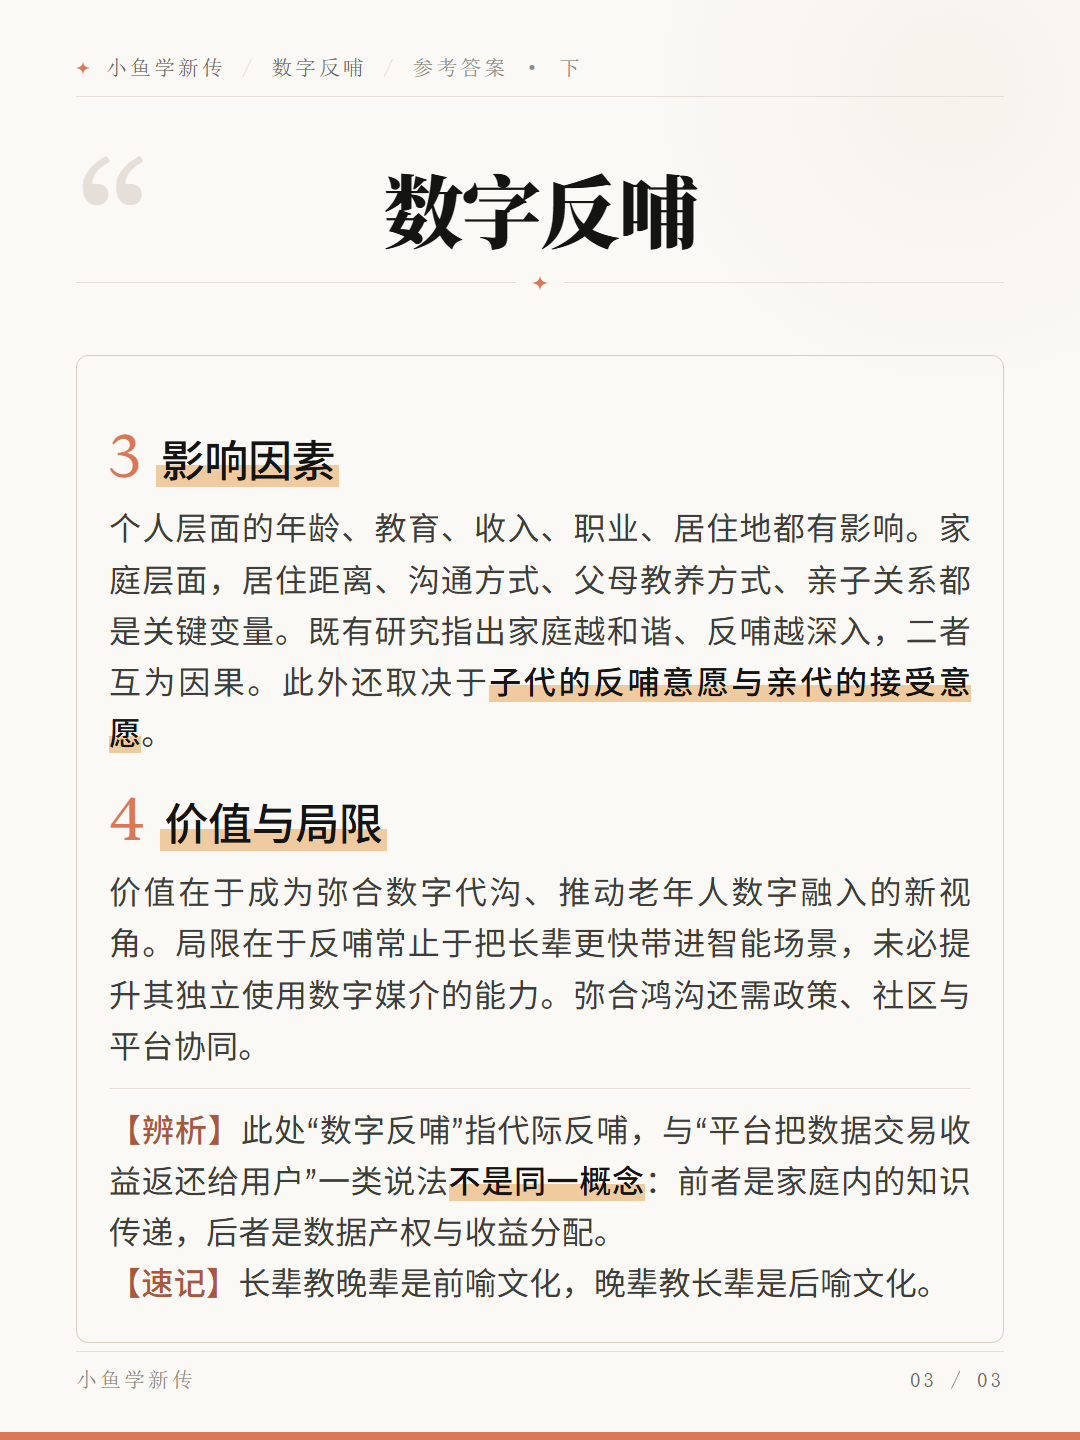 小鱼学新传 / 数字反哺 / 参考答案 • 下
“
数字反哺
3 影响因素
个人层面的年龄、教育、收入、职业、居住地都有影响。家
庭层面，居住距离、沟通方式、父母教养方式、亲子关系都
是关键变量。既有研究指出家庭越和谐、反哺越深入，二者
互为因果。此外还取决于子代的反哺意愿与亲代的接受意
愿。
4 价值与局限
价值在于成为弥合数字代沟、推动老年人数字融入的新视
角。局限在于反哺常止于把长辈更快带进智能场景，未必提
升其独立使用数字媒介的能力。弥合鸿沟还需政策、社区与
平台协同。
【辨析】此处“数字反哺”指代际反哺，与“平台把数据交易收
益返还给用户”一类说法不是同一概念：前者是家庭内的知识
传递，后者是数据产权与收益分配。
【速记】长辈教晚辈是前喻文化，晚辈教长辈是后喻文化。
小鱼学新传
03 / 03